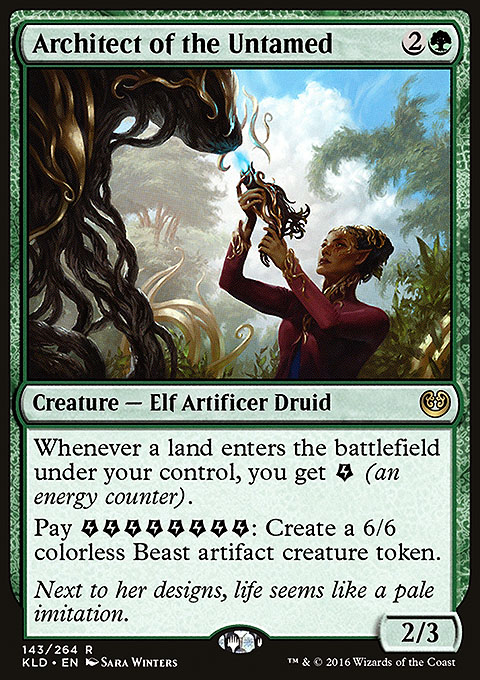 Architect of the Untamed 2
Creature — Elf Artificer Druid
Whenever a land enters the battlefield
under your control, you get (an
energy counter).
Pay : Create a 6/6
colorless Beast artifact creature token.
Next to her designs, life seems like a pale
imitation.
2/3
143/264 R
KLD • EN Sara Winters
™ & © 2016 Wizards of the Coast